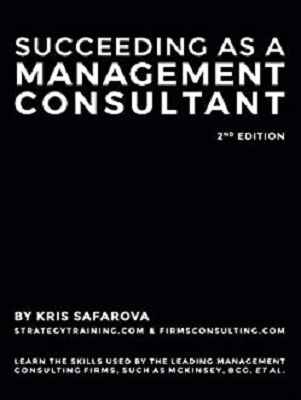 SUCCEEDING AS A
MANAGEMENT
CONSULTANT
2ND EDITION
BY KRIS SAFAROVA
STRATEGYTRAINING.COM & FIRMSCONSULTING.COM
LEARN THE SKILLS USED BY THE LEADING MANAGEMENT
CONSULTING FIRMS, SUCH AS MCKINSEY, BCG, ET AL.